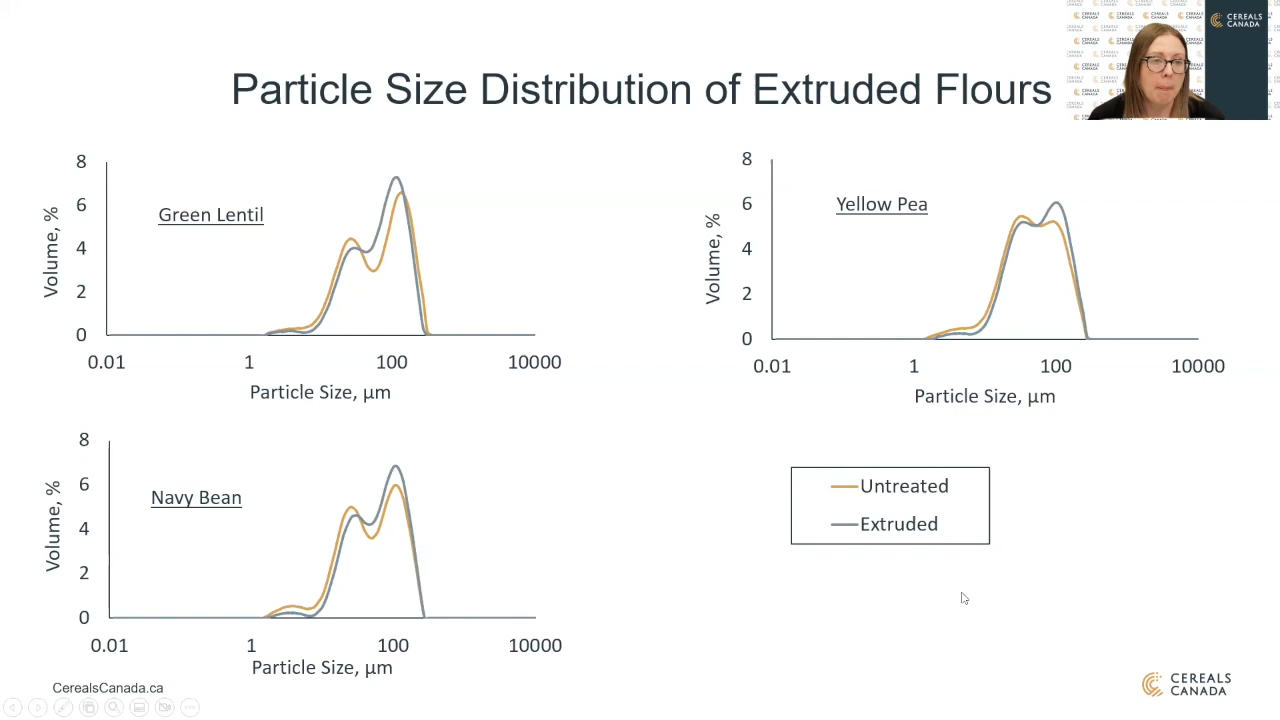 CEREALS
CANADA
Particle Size Distribution of Extruded Flours
Green Lentil
Volume, %
8
6
4
2
0
0.01
1
100
10000
Particle Size, µm
Yellow Pea
Volume, %
8
6
4
2
0
0.01
1
100
10000
Particle Size, µm
Navy Bean
Volume, %
8
6
4
2
0
0.01
1
100
10000
Particle Size, µm
Untreated
Extruded
CerealsCanada.ca
CEREALS
CANADA